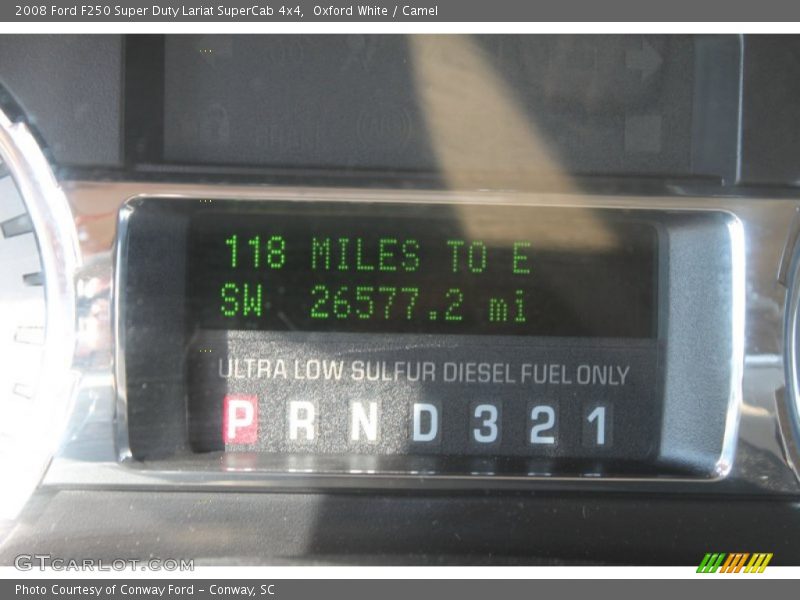 2008 Ford F250 Super Duty Lariat SuperCab 4x4,  Oxford White / Camel
118 MILES TO E
SW 26577.2 mi
ULTRA LOW SULFUR DIESEL FUEL ONLY
P R N D 3 2 1
GTCARLOT.COM
Photo Courtesy of Conway Ford – Conway, SC